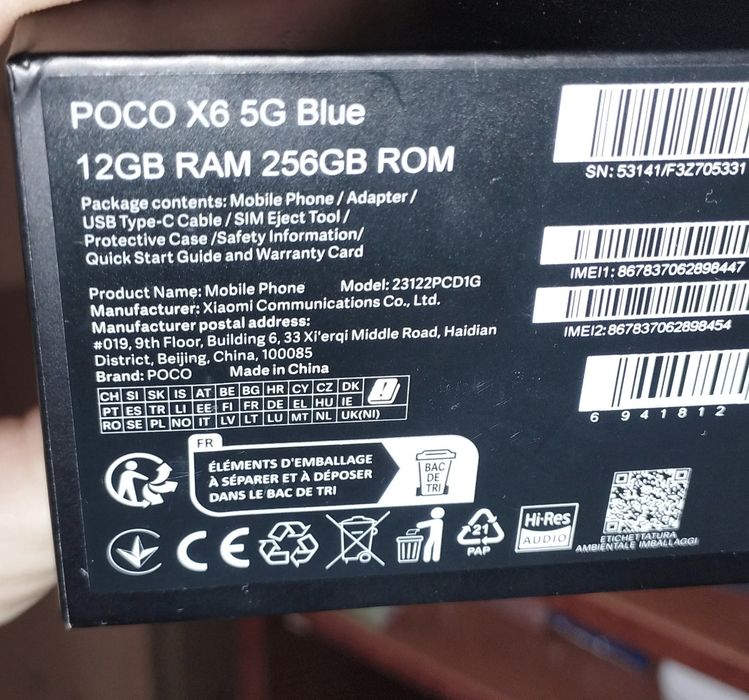 POCO X6 5G Blue
12GB RAM 256GB ROM
Package contents: Mobile Phone / Adapter /
USB Type-C Cable / SIM Eject Tool /
Protective Case /Safety Information/
Quick Start Guide and Warranty Card
Product Name: Mobile Phone Model: 23122PCD1G
Manufacturer: Xiaomi Communications Co., Ltd.
Manufacturer postal address:
#019, 9th Floor, Building 6, 33 Xi'erqi Middle Road, Haidian
District, Beijing, China, 100085
Brand: POCO Made in China
CH SI SK IS AT BE BG HR CY CZ DK
PT ES TR LI EE FI FR DE EL HU IE
RO SE PL NO IT LV LT LU MT NL UK(NI)
FR
ÉLÉMENTS D'EMBALLAGE
À SÉPARER ET À DÉPOSER
DANS LE BAC DE TRI
BAC
DE
TRI
CE
21
PAP
Hi-Res
AUDIO
SN: 53141/F3Z705331
IMEI1: 867837062898447
IMEI2: 867837062898454
6 941812
ETICHETTATURA
AMBIENTALE IMBALLAGGI